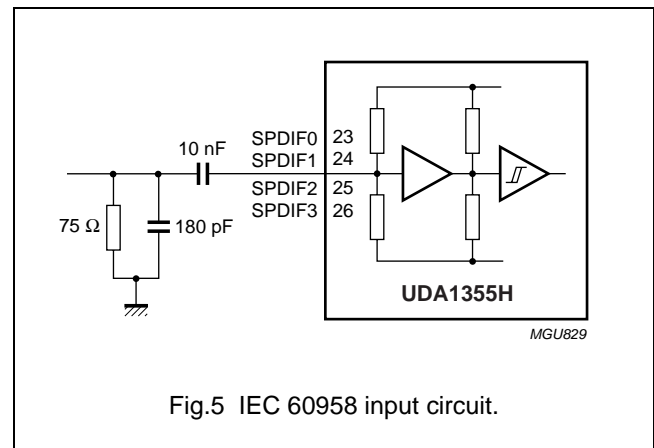 SPDIF0 23
10 nF
SPDIF1 24
SPDIF2 25
75 Ω
180 pF
SPDIF3 26
UDA1355H
MGU829
Fig.5 IEC 60958 input circuit.